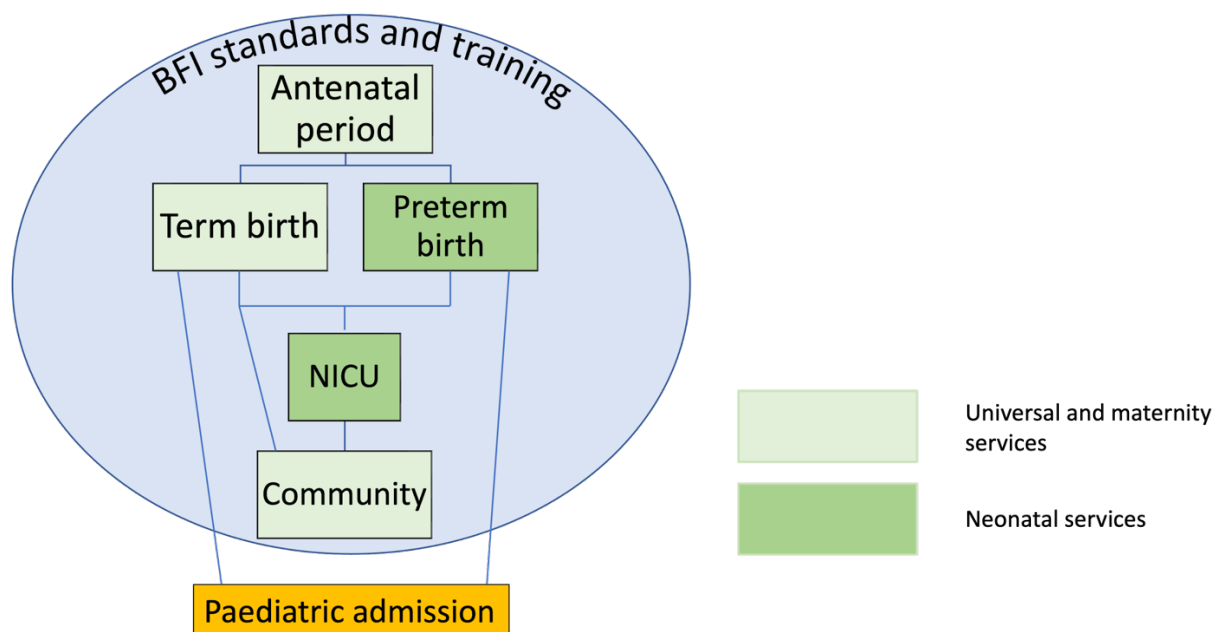 BFI standards and training
Antenatal
period
Term birth
Preterm
birth
NICU
Community
Paediatric admission
Universal and maternity
services
Neonatal services